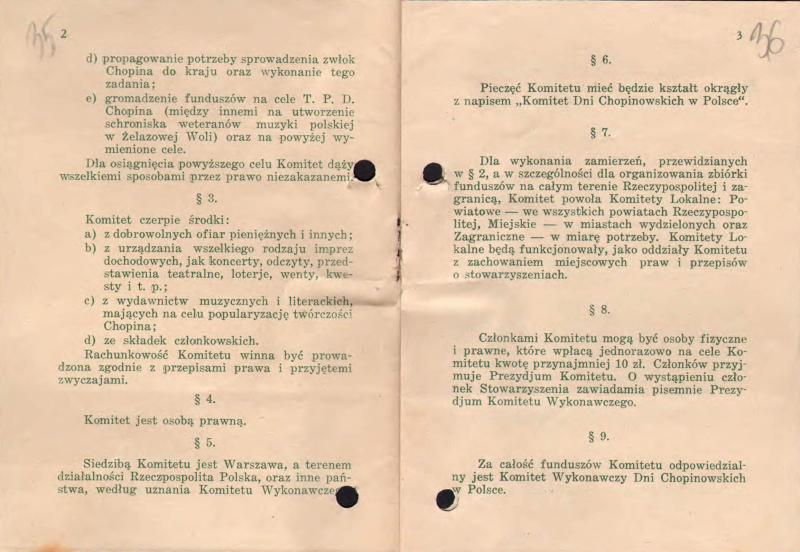 35
2
d) propagowanie potrzeby sprowadzenia zwłok
Chopina do kraju oraz wykonanie tego
zadania;
e) gromadzenie funduszów na cele T. P. D.
Chopina (między innemi na utworzenie
schroniska weteranów muzyki polskiej
w Żelazowej Woli) oraz na powyżej wy-
mienione cele.
Dla osiągnięcia powyższego celu Komitet dąży
wszelkiemi sposobami przez prawo niezakazanemi.
§ 3.
Komitet czerpie środki:
a) z dobrowolnych ofiar pieniężnych i innych;
b) z urządzania wszelkiego rodzaju imprez
dochodowych, jak koncerty, odczyty, przed-
stawienia teatralne, loterje, wenty, kwe-
sty i t. p.;
c) z wydawnictw muzycznych i literackich,
mających na celu popularyzację twórczości
Chopina;
d) ze składek członkowskich.
Rachunkowość Komitetu winna być prowa-
dzona zgodnie z przepisami prawa i przyjętemi
zwyczajami.
§ 4.
Komitet jest osobą prawną.
§ 5.
Siedzibą Komitetu jest Warszawa, a terenem
działalności Rzeczpospolita Polska, oraz inne pań-
stwa, według uznania Komitetu
3
36
§ 6.
Pieczęć Komitetu mieć będzie kształt okrągły
z napisem „Komitet Dni Chopinowskich w Polsce“.
§ 7.
Dla wykonania zamierzeń, przewidzianych
w § 2, a w szczególności dla organizowania zbiórki
funduszów na całym terenie Rzeczypospolitej i za-
granicą, Komitet powoła Komitety Lokalne: Po-
wiatowe — we wszystkich powiatach Rzeczypospo-
litej, Miejskie — w miastach wydzielonych oraz
Zagraniczne — w miarę potrzeby. Komitety Lo-
kalne będą funkcjonowały, jako oddziały Komitetu
z zachowaniem miejscowych praw i przepisów
o stowarzyszeniach.
§ 8.
Członkami Komitetu mogą być osoby fizyczne
i prawne, które wpłacą jednorazowo na cele Ko-
mitetu kwotę przynajmniej 10 zł. Członków przyj-
muje Prezydjum Komitetu. O wystąpieniu czło-
nek Stowarzyszenia zawiadamia pisemnie Prezy-
djum Komitetu Wykonawczego.
§ 9.
Za całość funduszów Komitetu odpowiedzial-
ny jest Komitet Wykonawczy Dni Chopinowskich
w Polsce.